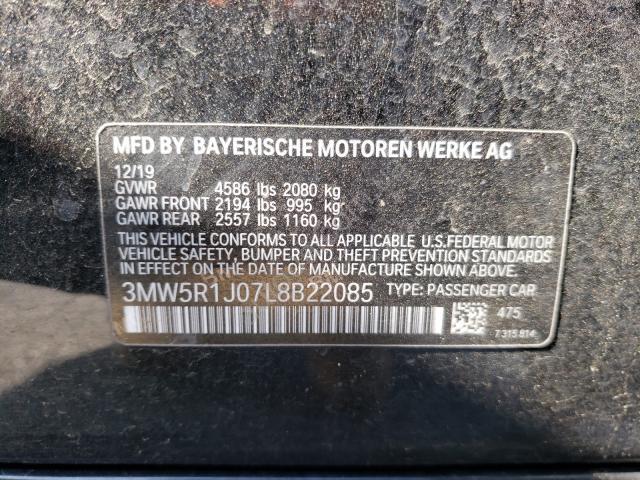 MFD BY BAYERISCHE MOTOREN WERKE AG
12/19
GVWR 4586 lbs 2080 kg
GAWR FRONT 2194 lbs 995 kg
GAWR REAR 2557 lbs 1160 kg
THIS VEHICLE CONFORMS TO ALL APPLICABLE U.S.FEDERAL MOTOR
VEHICLE SAFETY, BUMPER AND THEFT PREVENTION STANDARDS
IN EFFECT ON THE DATE OF MANUFACTURE SHOWN ABOVE.
3MW5R1J07L8B22085 TYPE: PASSENGER CAR
475
7 315 814